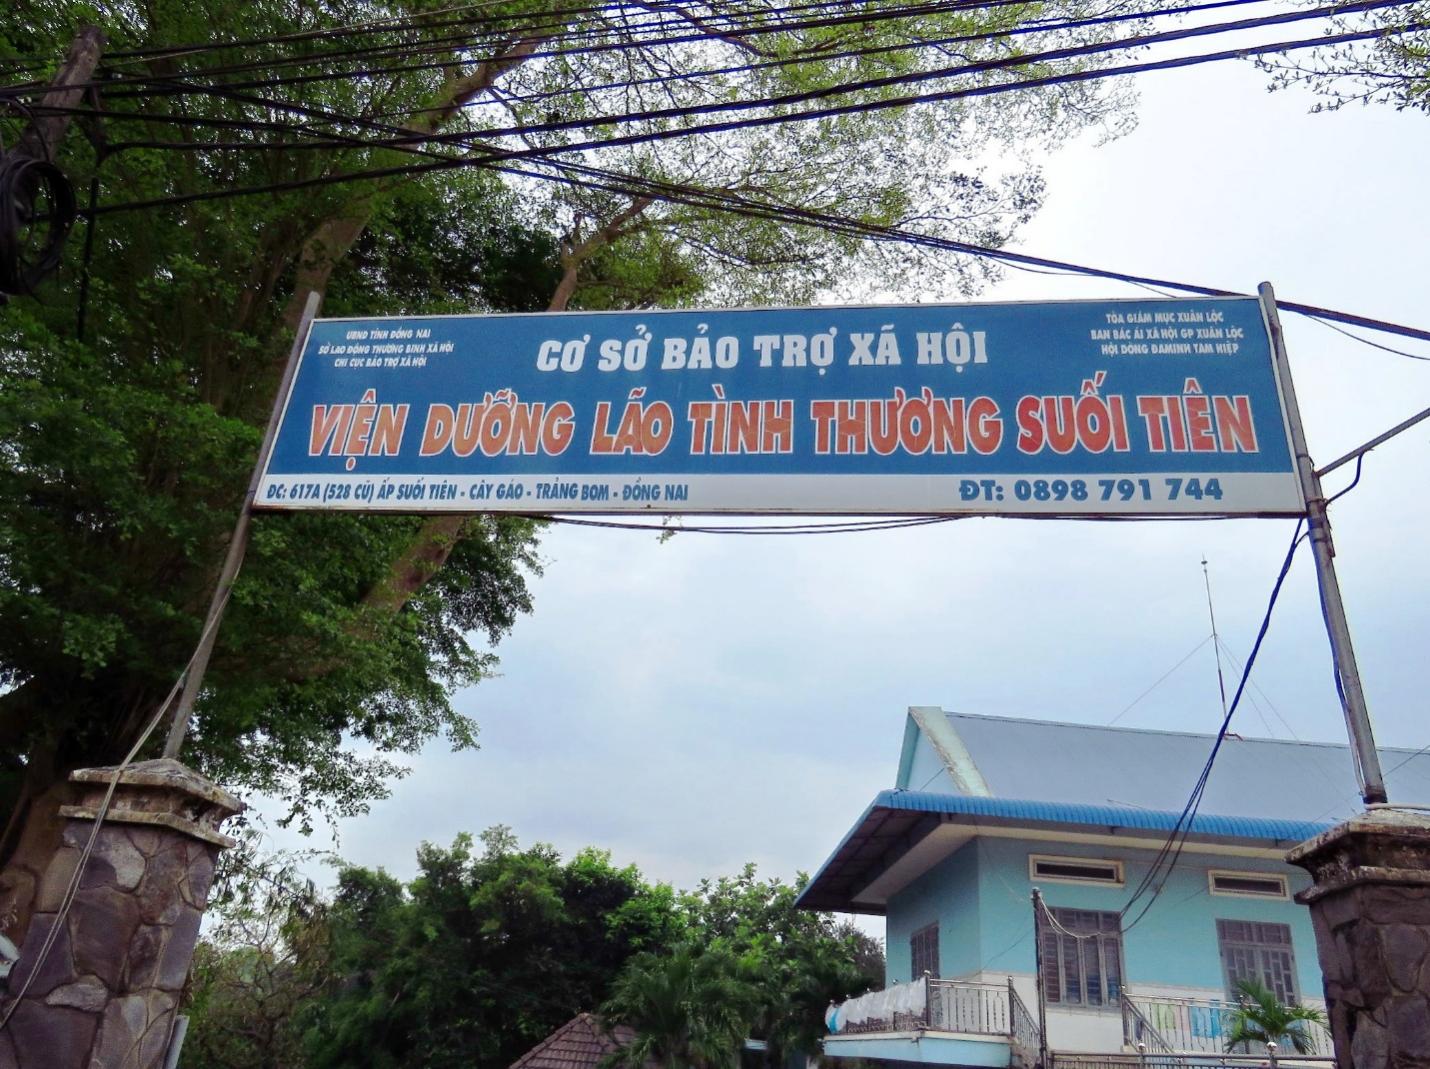 UBND TỈNH ĐỒNG NAI
SỞ LAO ĐỘNG THƯƠNG BINH XÃ HỘI
CHI CỤC BẢO TRỢ XÃ HỘI
CƠ SỞ BẢO TRỢ XÃ HỘI
TÒA GIÁM MỤC XUÂN LỘC
BAN BÁC ÁI XÃ HỘI GP XUÂN LỘC
HỘI DÒNG ĐAMINH TAM HIỆP
VIỆN DƯỠNG LÃO TÌNH THƯƠNG SUỐI TIÊN
ĐC: 617A (528 CŨ) ẤP SUỐI TIÊN - CÂY GÁO - TRẢNG BOM - ĐỒNG NAI
ĐT: 0898 791 744